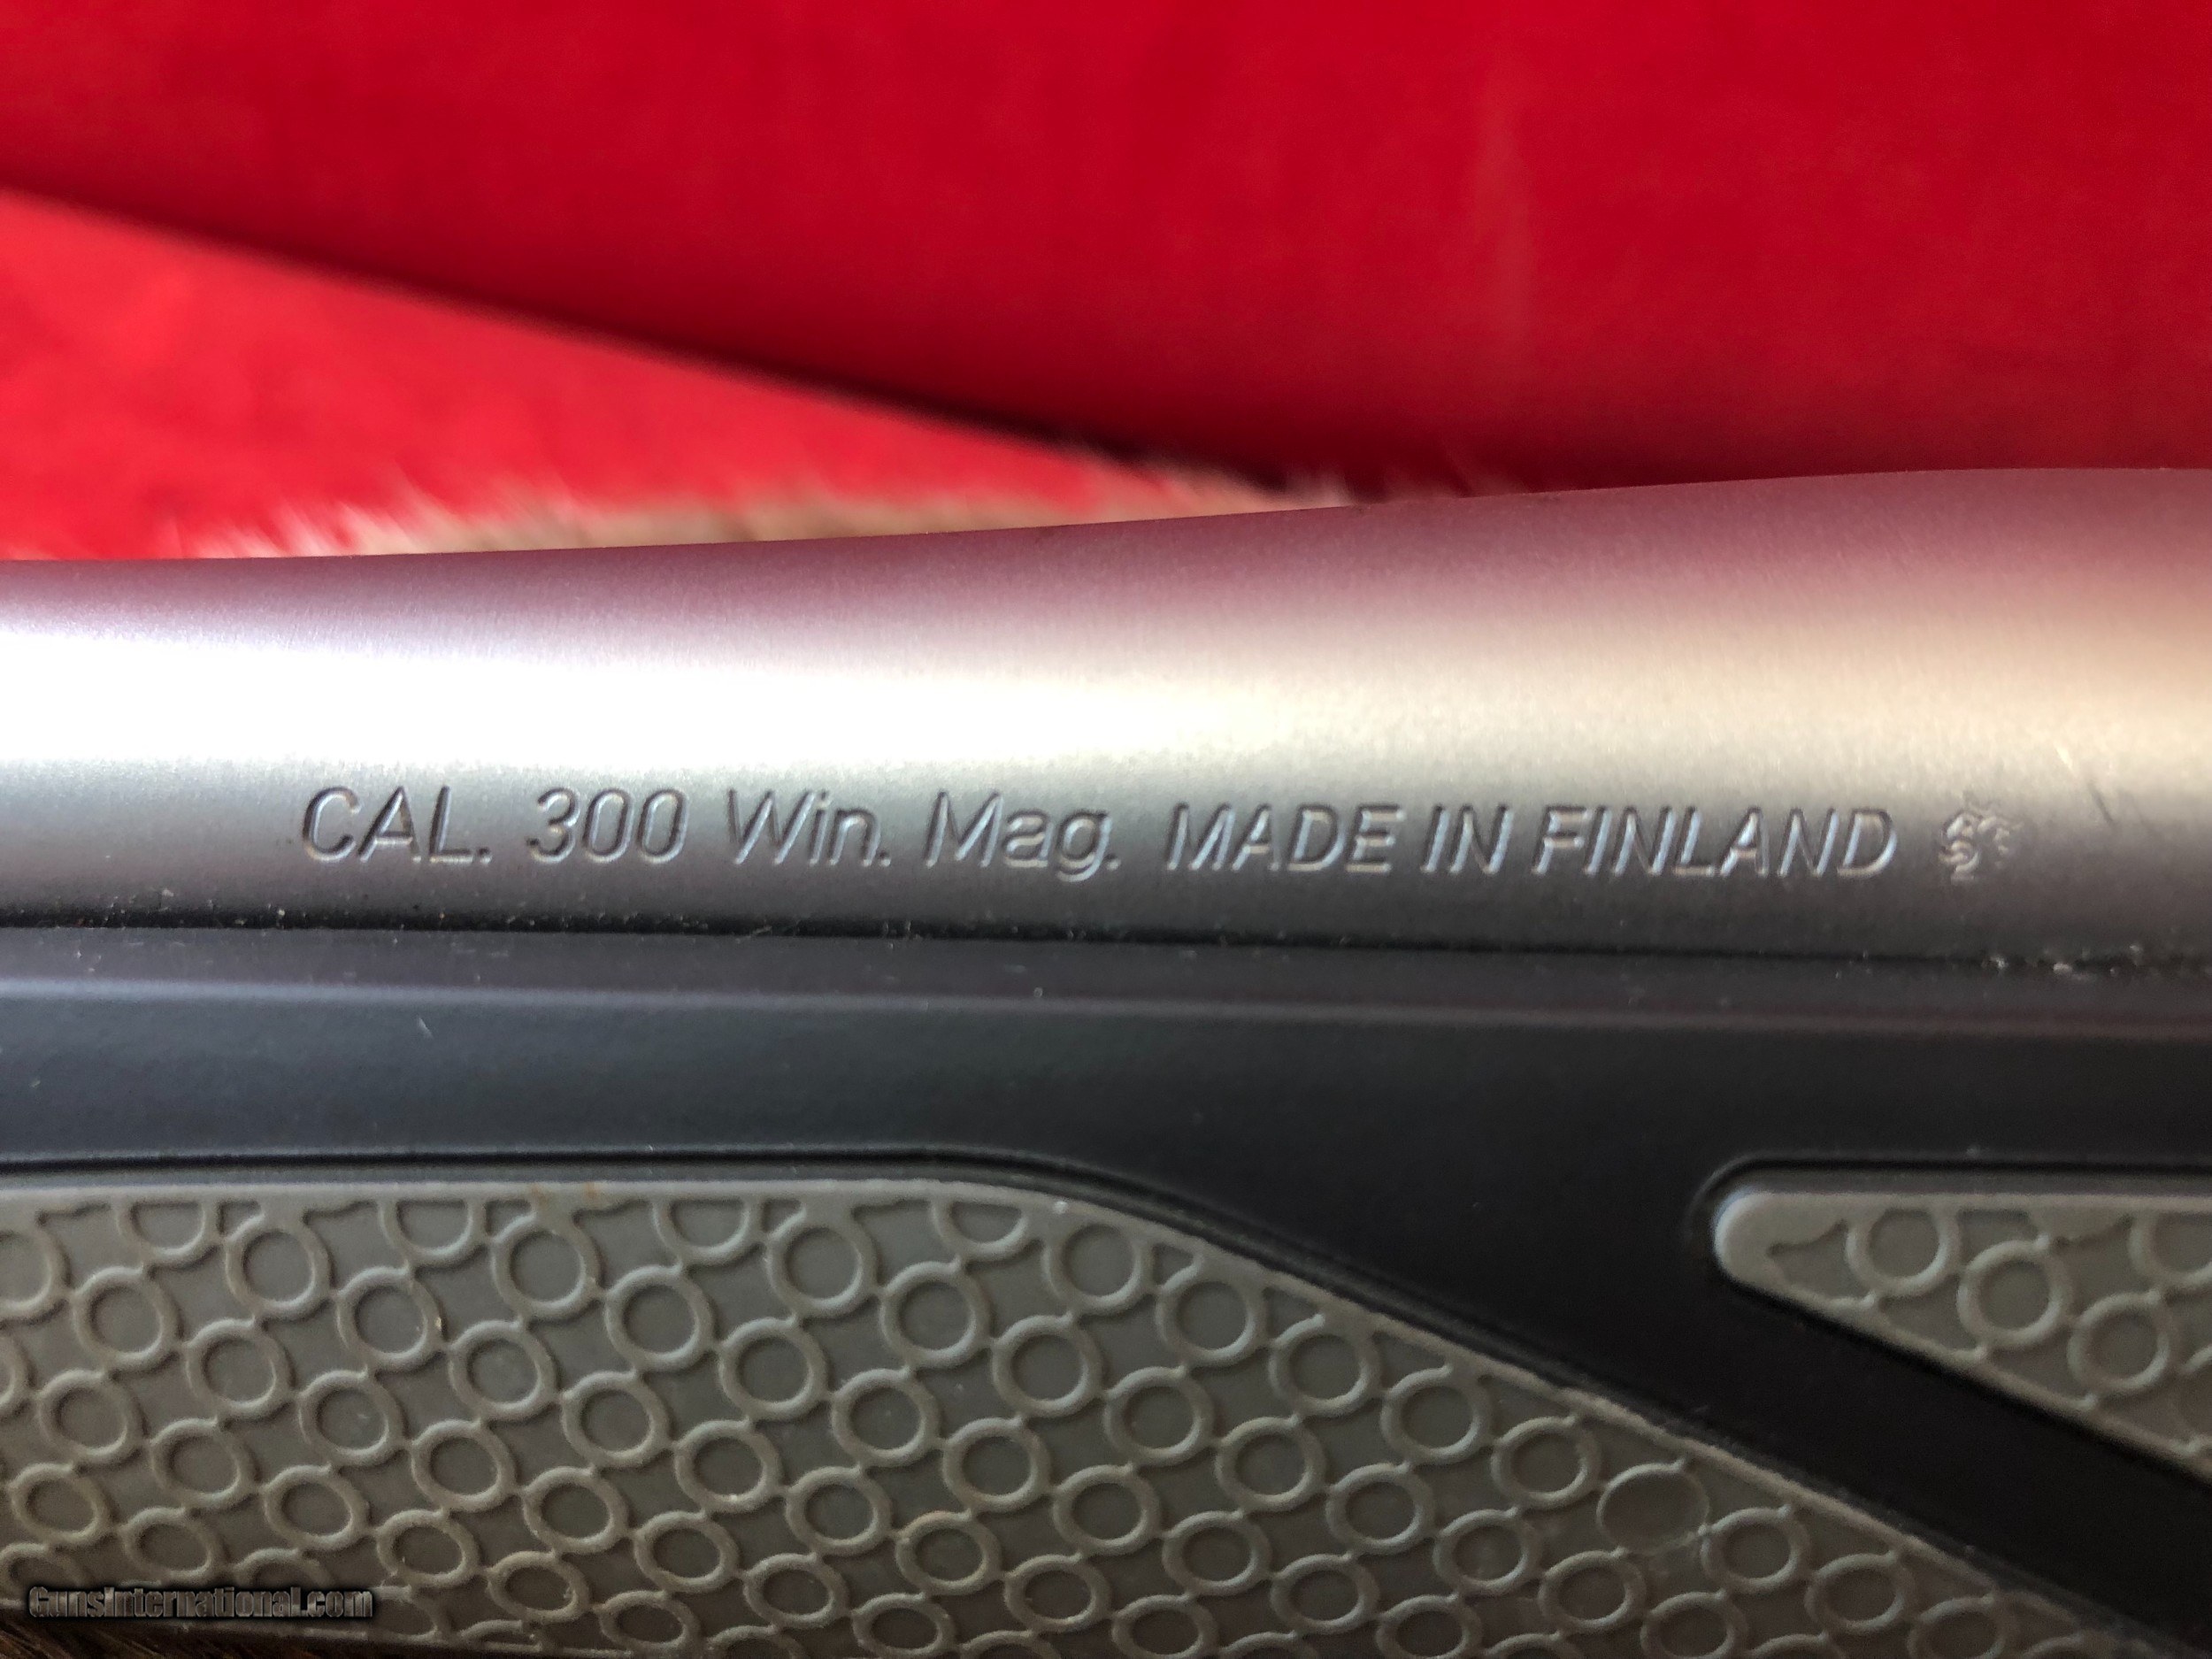 CAL. 300 Win. Mag. MADE IN FINLAND
GunsInternational.com